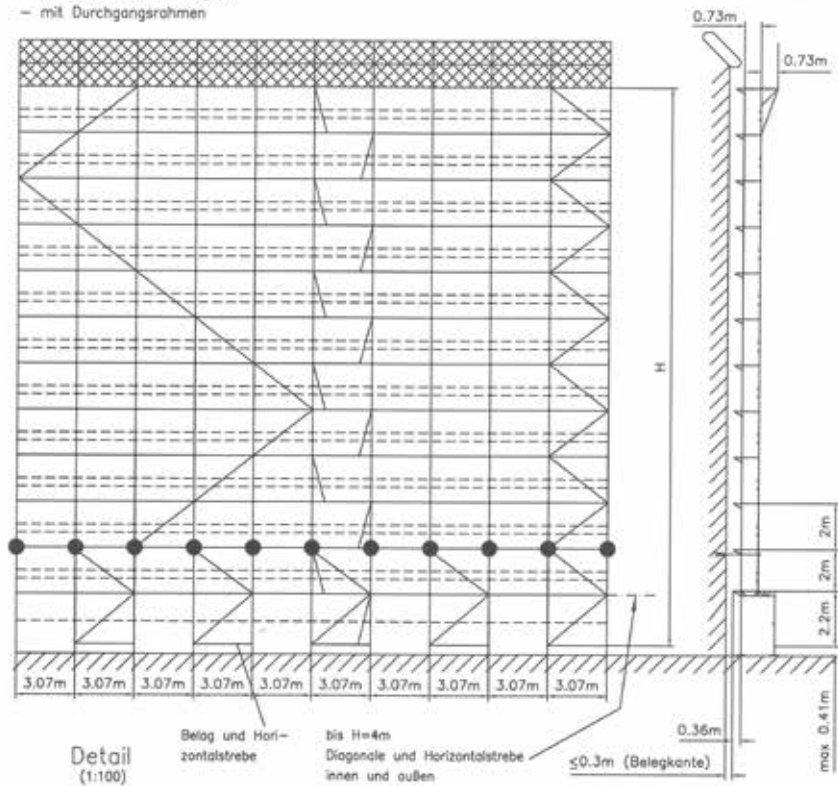 – mit Durchgangsrahmen
0.73m
0.73m
H
2m
2m
2.2m
3.07m 3.07m 3.07m 3.07m 3.07m 3.07m 3.07m 3.07m 3.07m 3.07m
max 0.41m
0.36m
≤0.3m (Belegkante)
Belag und Hori-
zontalstrebe
bis H=4m
Diagonale und Horizontalstrebe
innen und außen
Detail
(1:100)